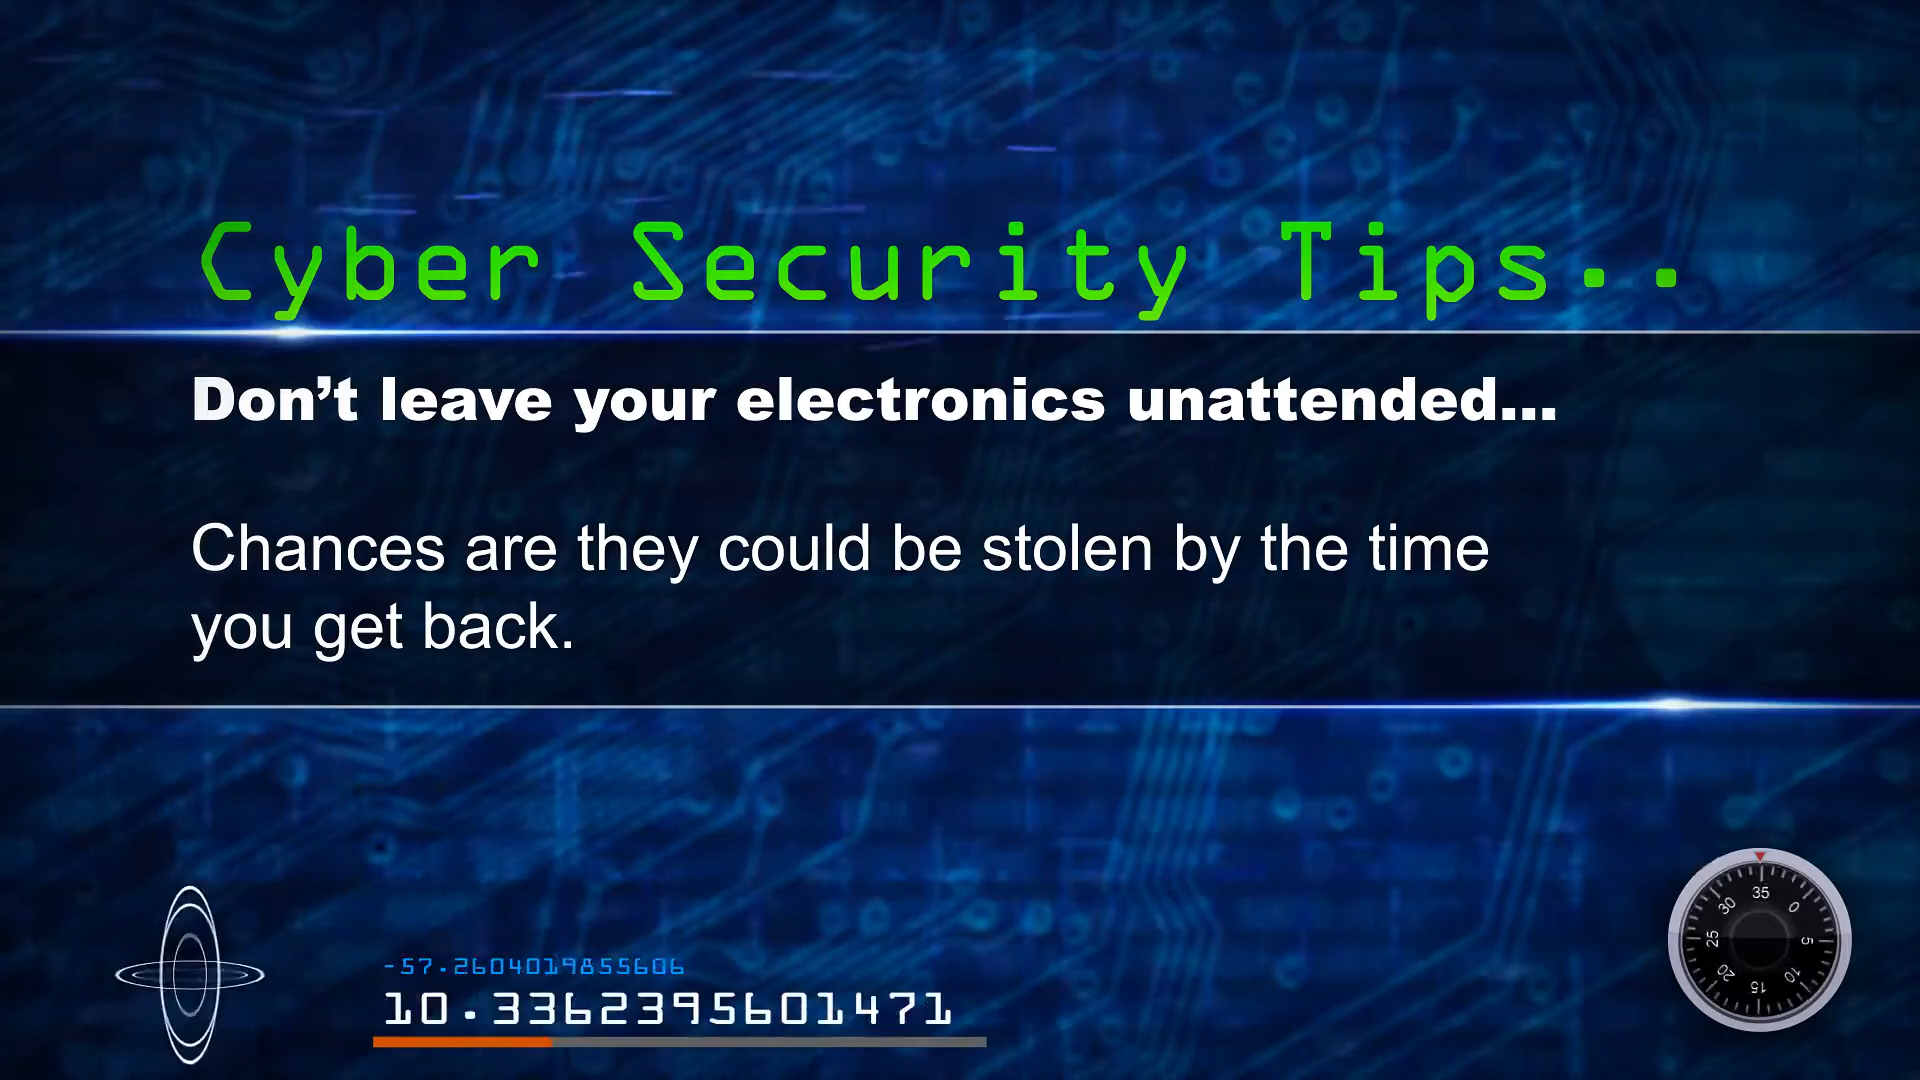 Cyber Security Tips..
Don’t leave your electronics unattended...
Chances are they could be stolen by the time
you get back.
-57.2604019855606
10.3362395601471
35
0
5
10
15
20
25
30